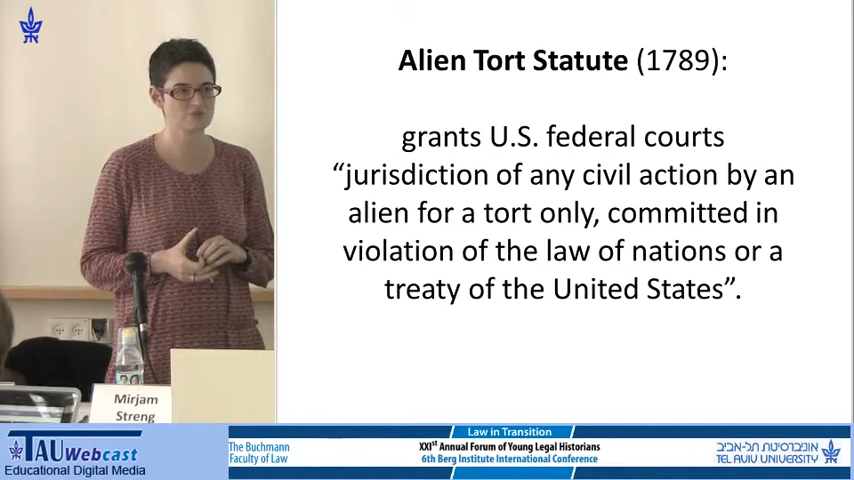 Alien Tort Statute (1789):
grants U.S. federal courts
“jurisdiction of any civil action by an
alien for a tort only, committed in
violation of the law of nations or a
treaty of the United States”.
Mirjam
Streng
TAU Webcast
Educational Digital Media
The Buchmann
Faculty of Law
Law in Transition
XXIst Annual Forum of Young Legal Historians
6th Berg Institute International Conference
אוניברסיטת תל-אביב
TEL AVIV UNIVERSITY